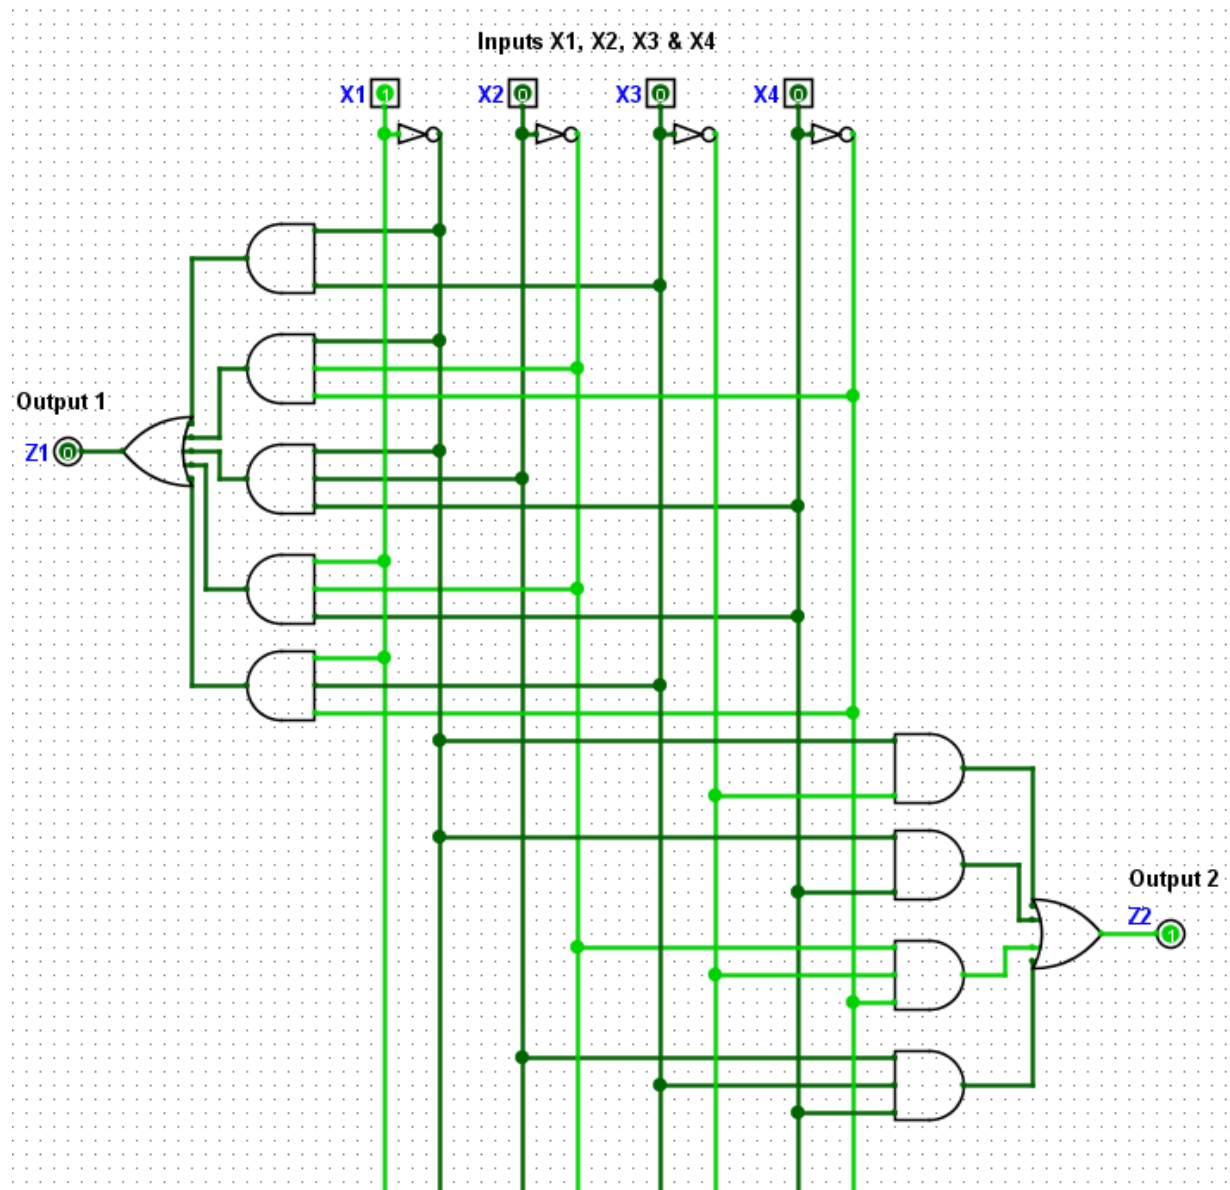 Inputs X1, X2, X3 & X4
X1 1 X2 0 X3 0 X4 0
Output 1
Z1 0
Output 2
Z2
1